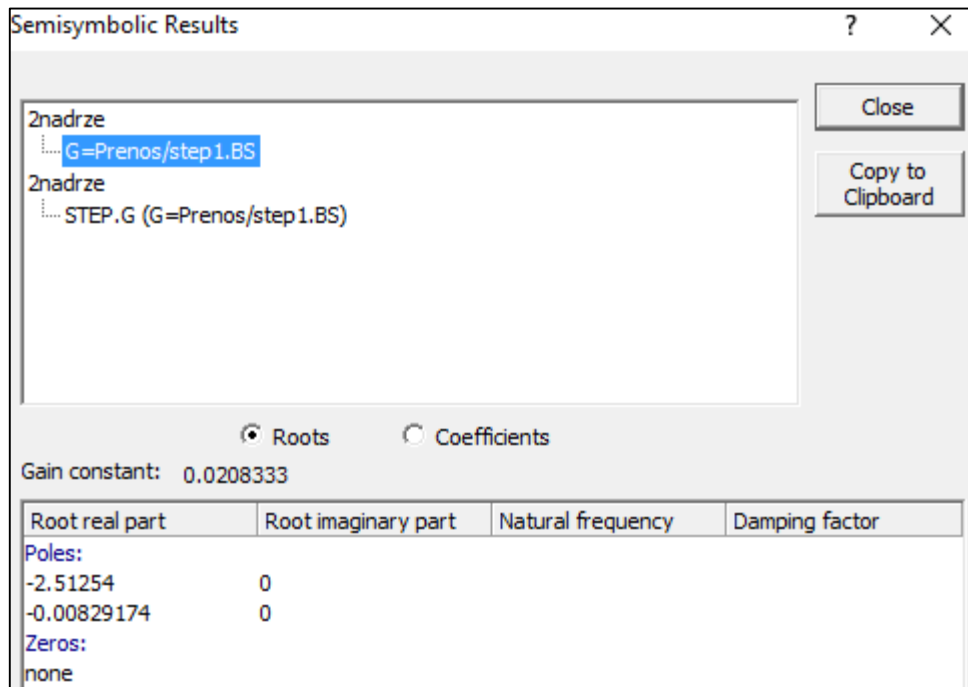 Semisymbolic Results ?
2nadrze
G=Prenos/step1.BS
2nadrze
STEP.G (G=Prenos/step1.BS)
Close
Copy to
Clipboard
Roots Coefficients
Gain constant: 0.0208333
Root real part Root imaginary part Natural frequency Damping factor
Poles:
-2.51254 0
-0.00829174 0
Zeros:
none